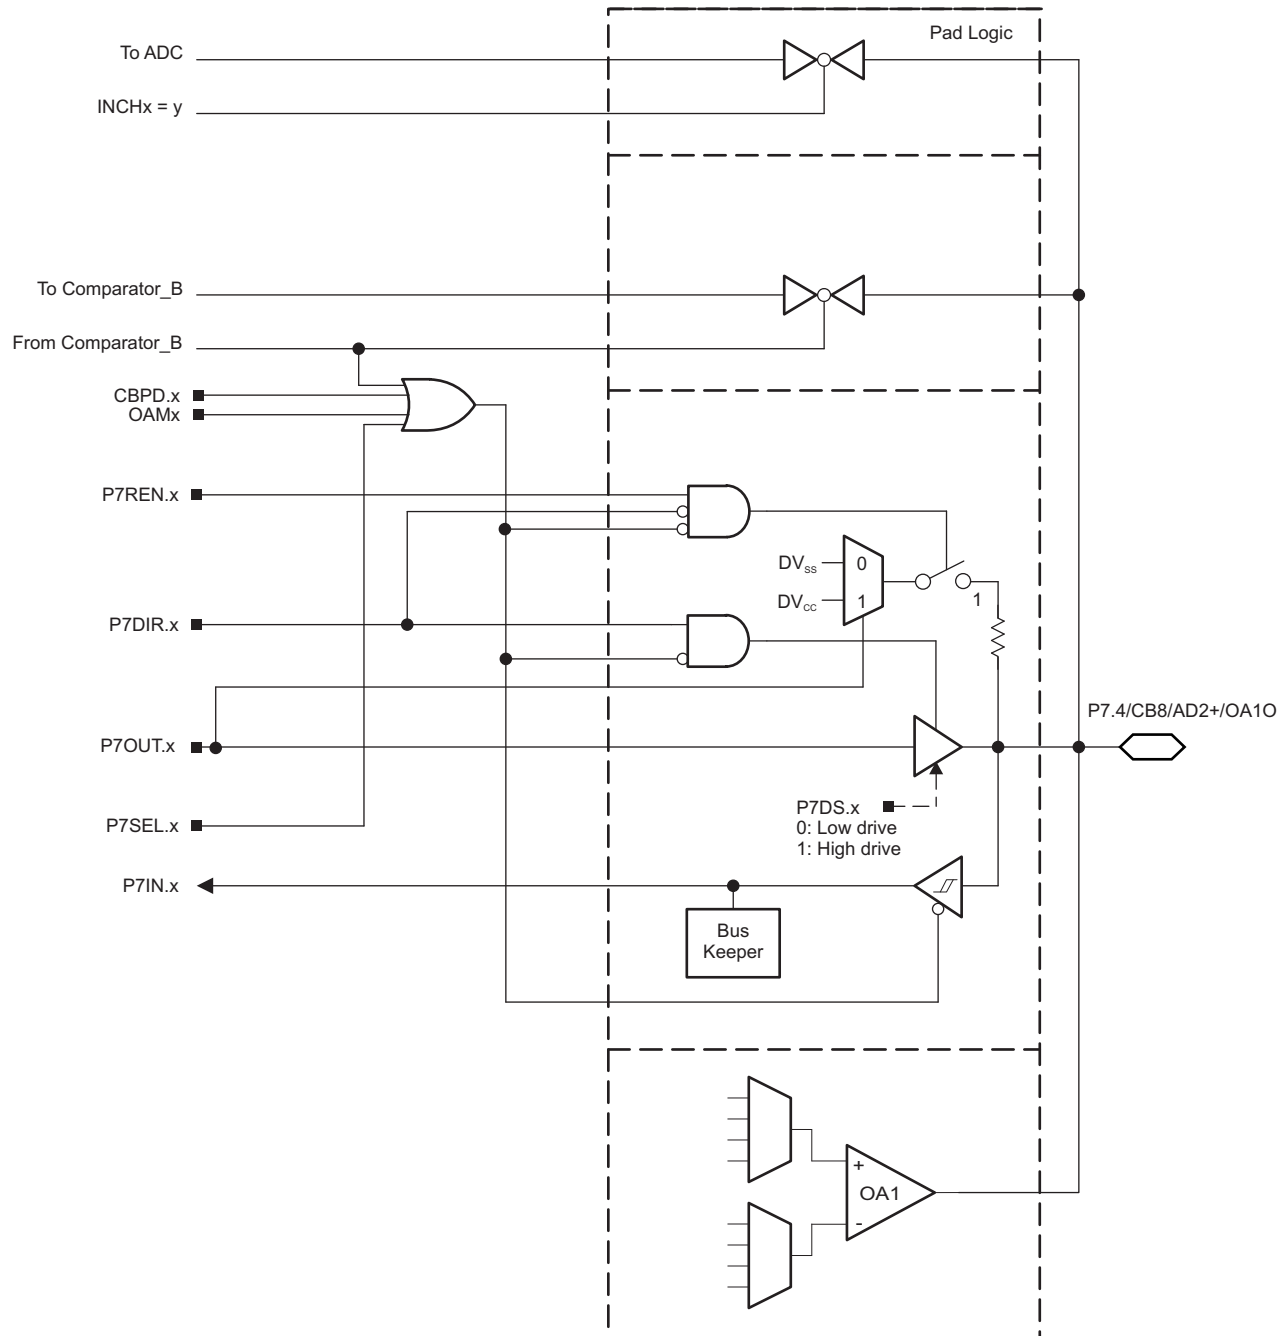 Pad Logic
To ADC
INCHx = y
To Comparator_B
From Comparator_B
CBPD.x
OAMx
P7REN.x
DVss 0
DVcc 1
1
P7DIR.x
P7.4/CB8/AD2+/OA1O
P7OUT.x
P7DS.x
0: Low drive
1: High drive
P7SEL.x
P7IN.x
Bus
Keeper
+
OA1
-